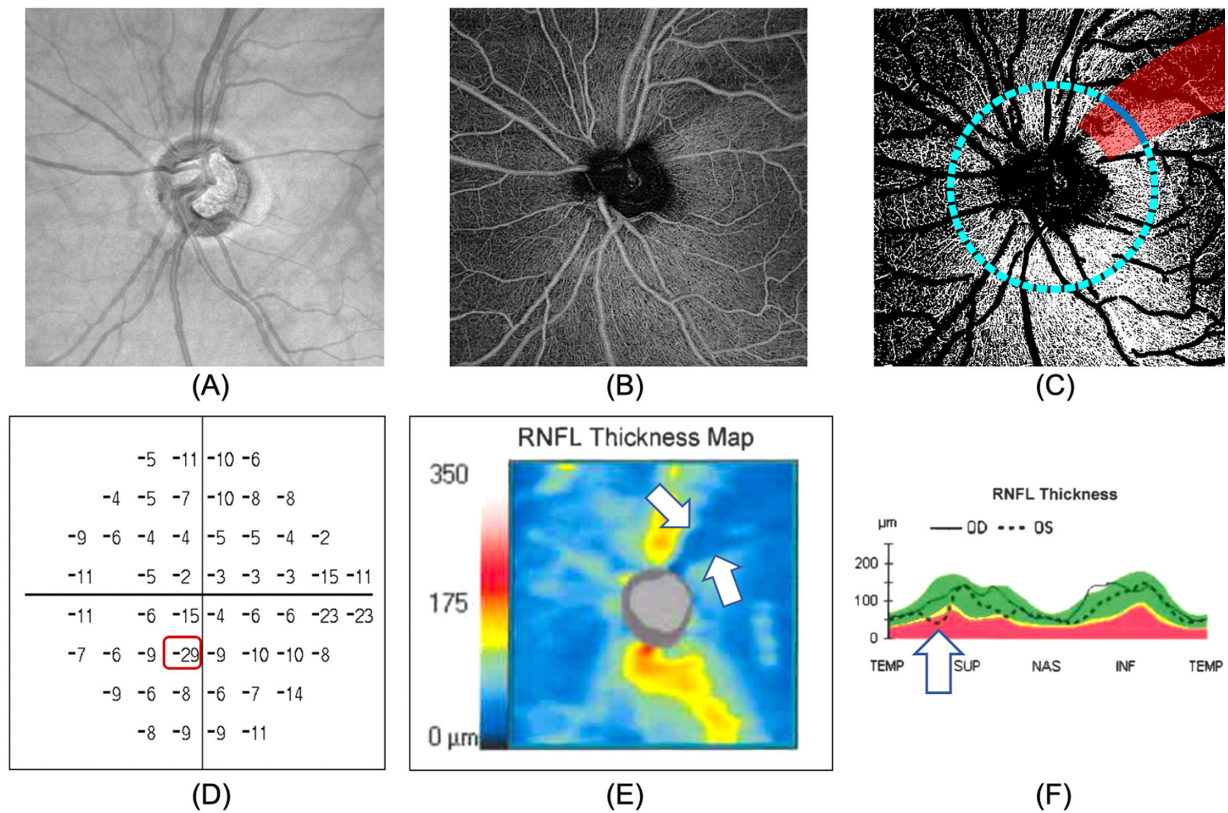 (A)
(B)
(C)
-5 -11 -10 -6
-4 -5 -7 -10 -8 -8
-9 -6 -4 -4 -5 -5 -4 -2
-11 -5 -2 -3 -3 -3 -15 -11
-11 -6 -15 -4 -6 -6 -23 -23
-7 -6 -9 -29 -9 -10 -10 -8
-9 -6 -8 -6 -7 -14
-8 -9 -9 -11
(D)
RNFL Thickness Map
350
175
0 µm
(E)
RNFL Thickness
µm
OD OS
200
100
0
TEMP SUP NAS INF TEMP
(F)